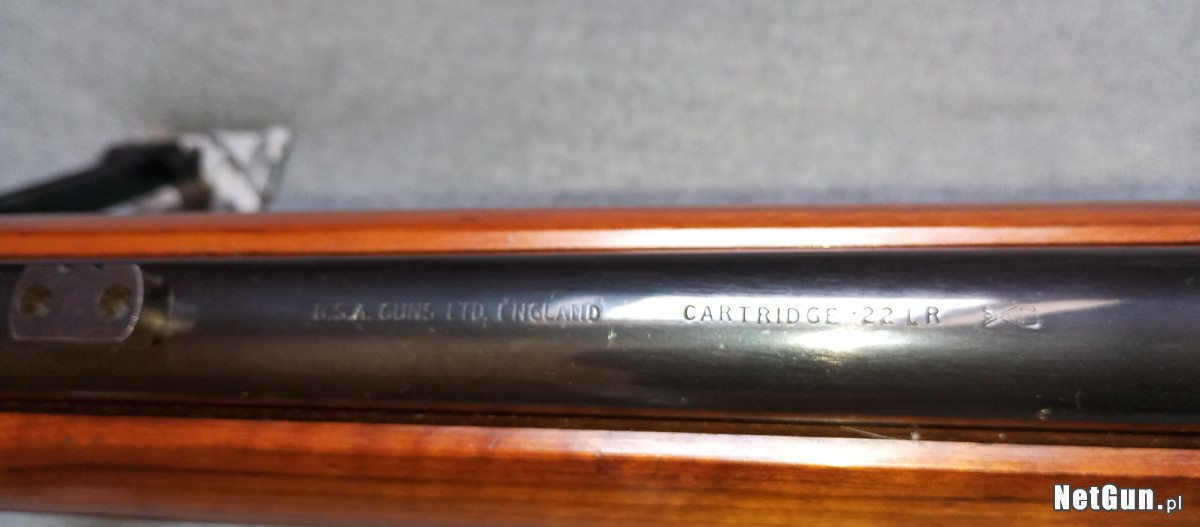 B.S.A. GUNS LTD, ENGLAND CARTRIDGE ·22 LR
NetGun.pl